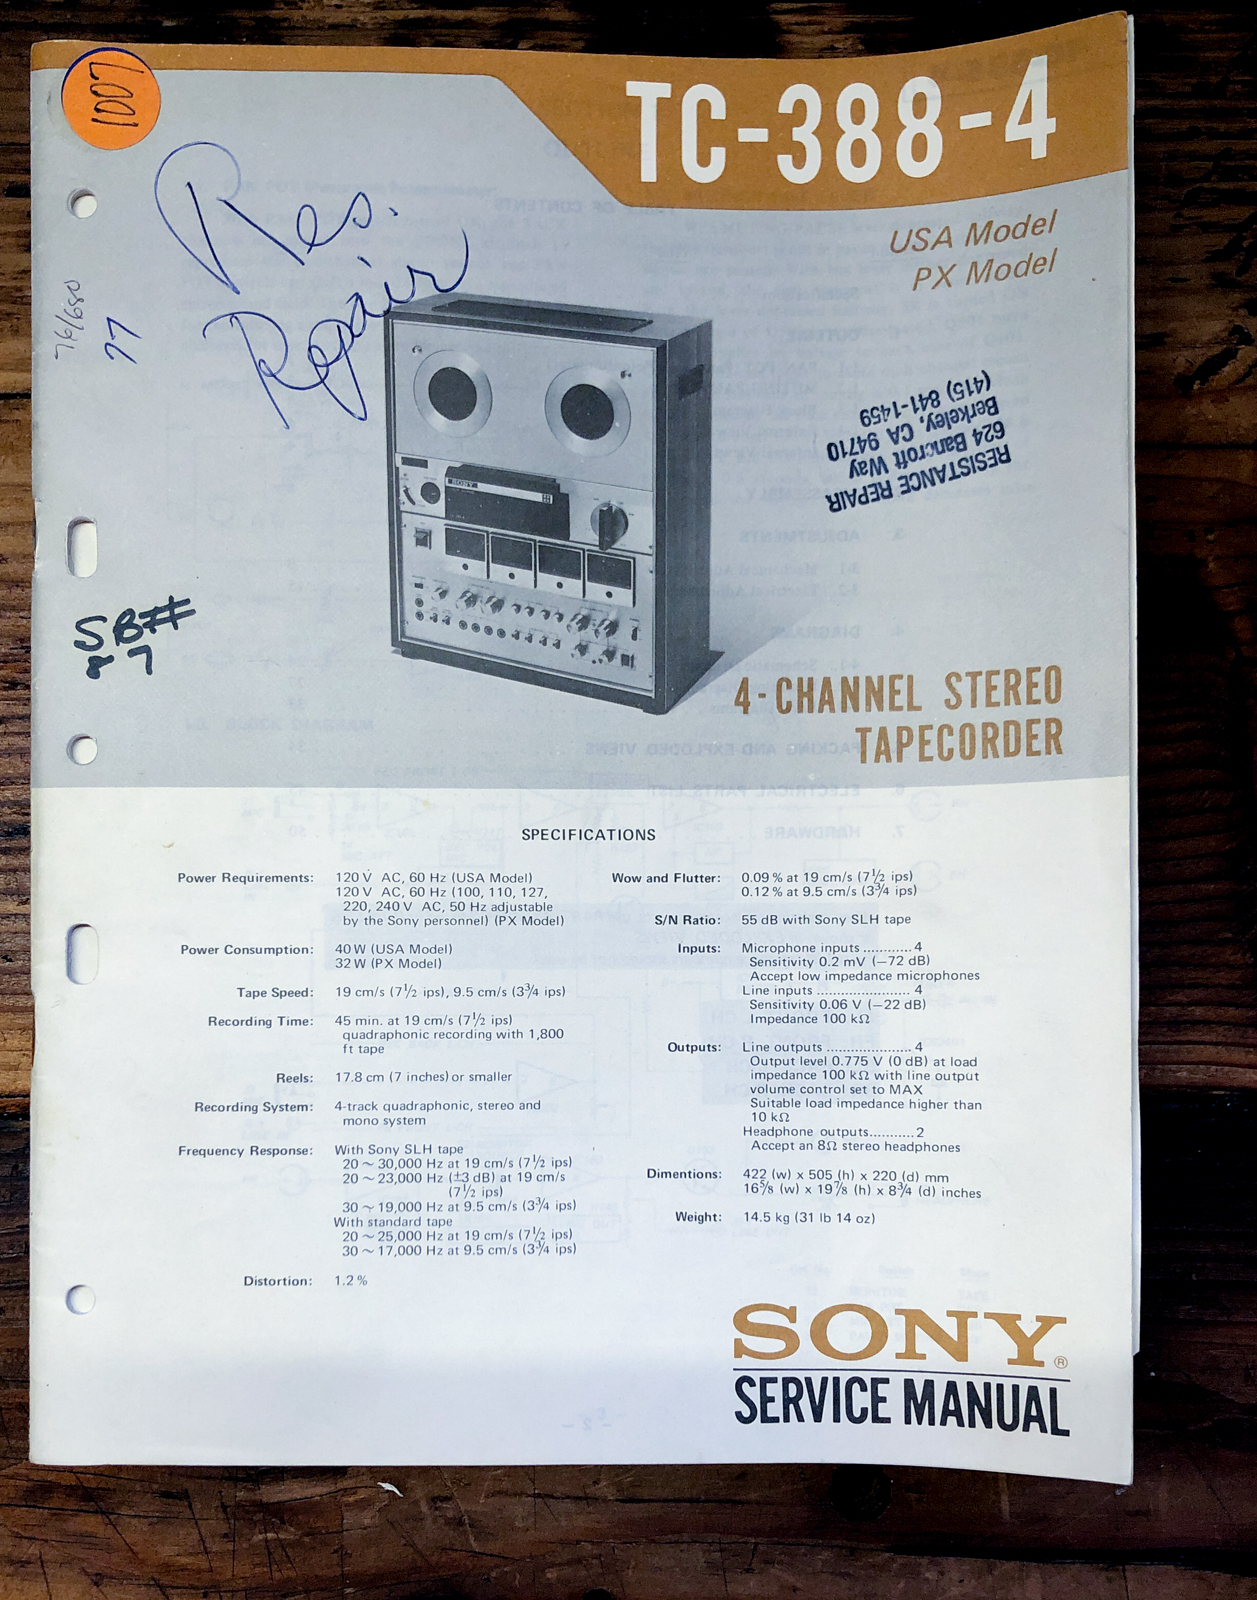 1007
TC-388-4
USA Model
PX Model
Res.
Repair
76/680
77
RESISTANCE REPAIR
624 Bancroft Way
Berkeley, CA 94710
(415) 841-1459
SONY
SB#
& 7
4-CHANNEL STEREO
TAPECORDER
SPECIFICATIONS
Power Requirements: 120 V AC, 60 Hz (USA Model)
120 V AC, 60 Hz (100, 110, 127,
220, 240 V AC, 50 Hz adjustable
by the Sony personnel) (PX Model)
Power Consumption: 40 W (USA Model)
32 W (PX Model)
Tape Speed: 19 cm/s (7½ ips), 9.5 cm/s (3¾ ips)
Recording Time: 45 min. at 19 cm/s (7½ ips)
quadraphonic recording with 1,800
ft tape
Reels: 17.8 cm (7 inches) or smaller
Recording System: 4-track quadraphonic, stereo and
mono system
Frequency Response: With Sony SLH tape
20 ~ 30,000 Hz at 19 cm/s (7½ ips)
20 ~ 23,000 Hz (±3 dB) at 19 cm/s
(7½ ips)
30 ~ 19,000 Hz at 9.5 cm/s (3¾ ips)
With standard tape
20 ~ 25,000 Hz at 19 cm/s (7½ ips)
30 ~ 17,000 Hz at 9.5 cm/s (3¾ ips)
Distortion: 1.2 %
Wow and Flutter: 0.09 % at 19 cm/s (7½ ips)
0.12 % at 9.5 cm/s (3¾ ips)
S/N Ratio: 55 dB with Sony SLH tape
Inputs: Microphone inputs ............ 4
Sensitivity 0.2 mV (−72 dB)
Accept low impedance microphones
Line inputs ....................... 4
Sensitivity 0.06 V (−22 dB)
Impedance 100 kΩ
Outputs: Line outputs ..................... 4
Output level 0.775 V (0 dB) at load
impedance 100 kΩ with line output
volume control set to MAX
Suitable load impedance higher than
10 kΩ
Headphone outputs........... 2
Accept an 8Ω stereo headphones
Dimentions: 422 (w) x 505 (h) x 220 (d) mm
16⅝ (w) x 19⅞ (h) x 8¾ (d) inches
Weight: 14.5 kg (31 lb 14 oz)
SONY®
SERVICE MANUAL